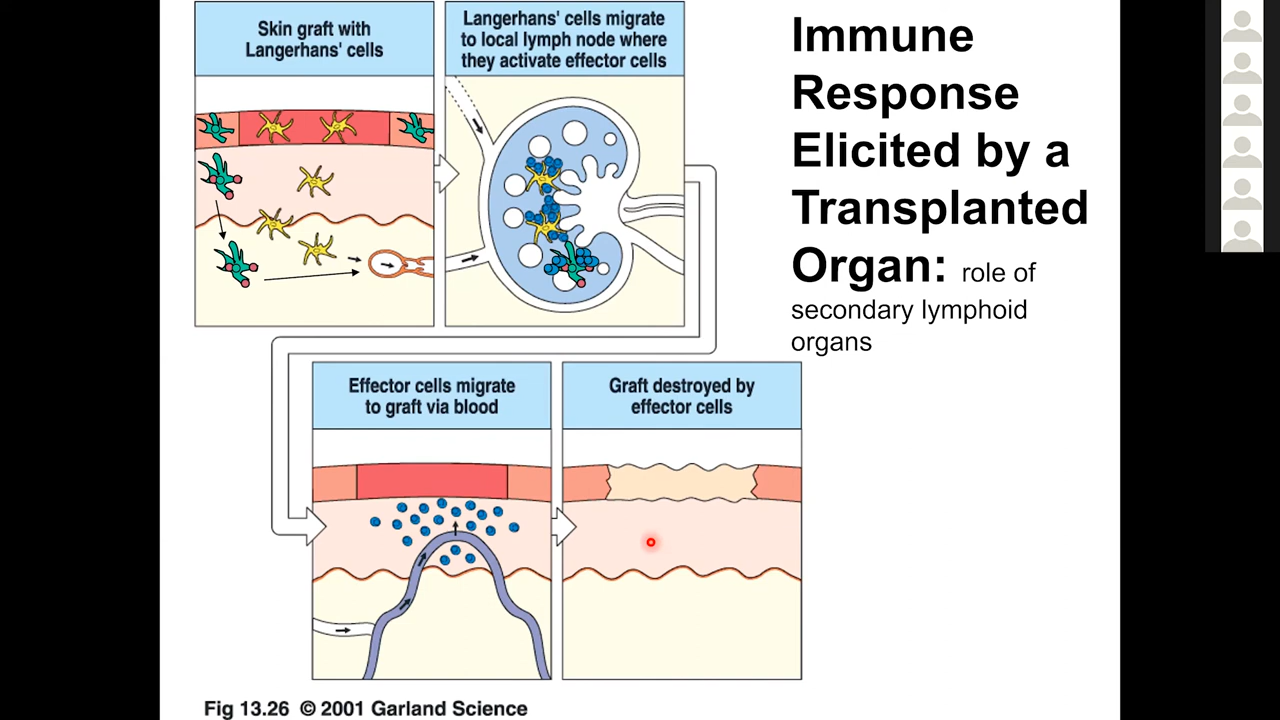 Skin graft with
Langerhans' cells
Langerhans' cells migrate
to local lymph node where
they activate effector cells
Immune
Response
Elicited by a
Transplanted
Organ: role of
secondary lymphoid
organs
Effector cells migrate
to graft via blood
Graft destroyed by
effector cells
Fig 13.26 © 2001 Garland Science